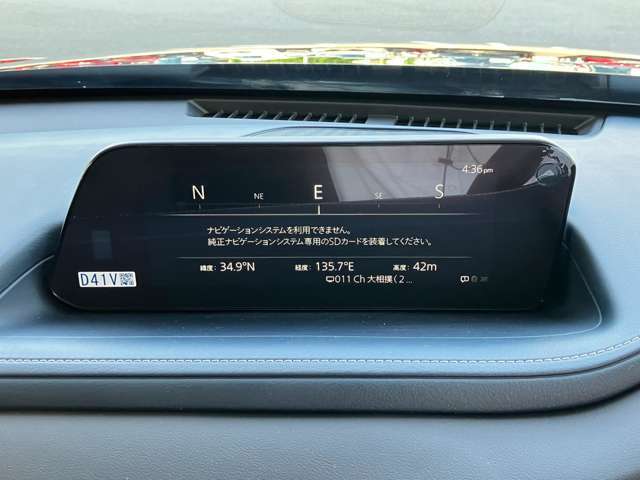 4:36pm
N NE E SE S
ナビゲーションシステムを利用できません。
純正ナビゲーションシステム専用のSDカードを装着してください。
緯度: 34.9°N 経度: 135.7°E 高度: 42m
011 Ch 大相撲（2...
D41V